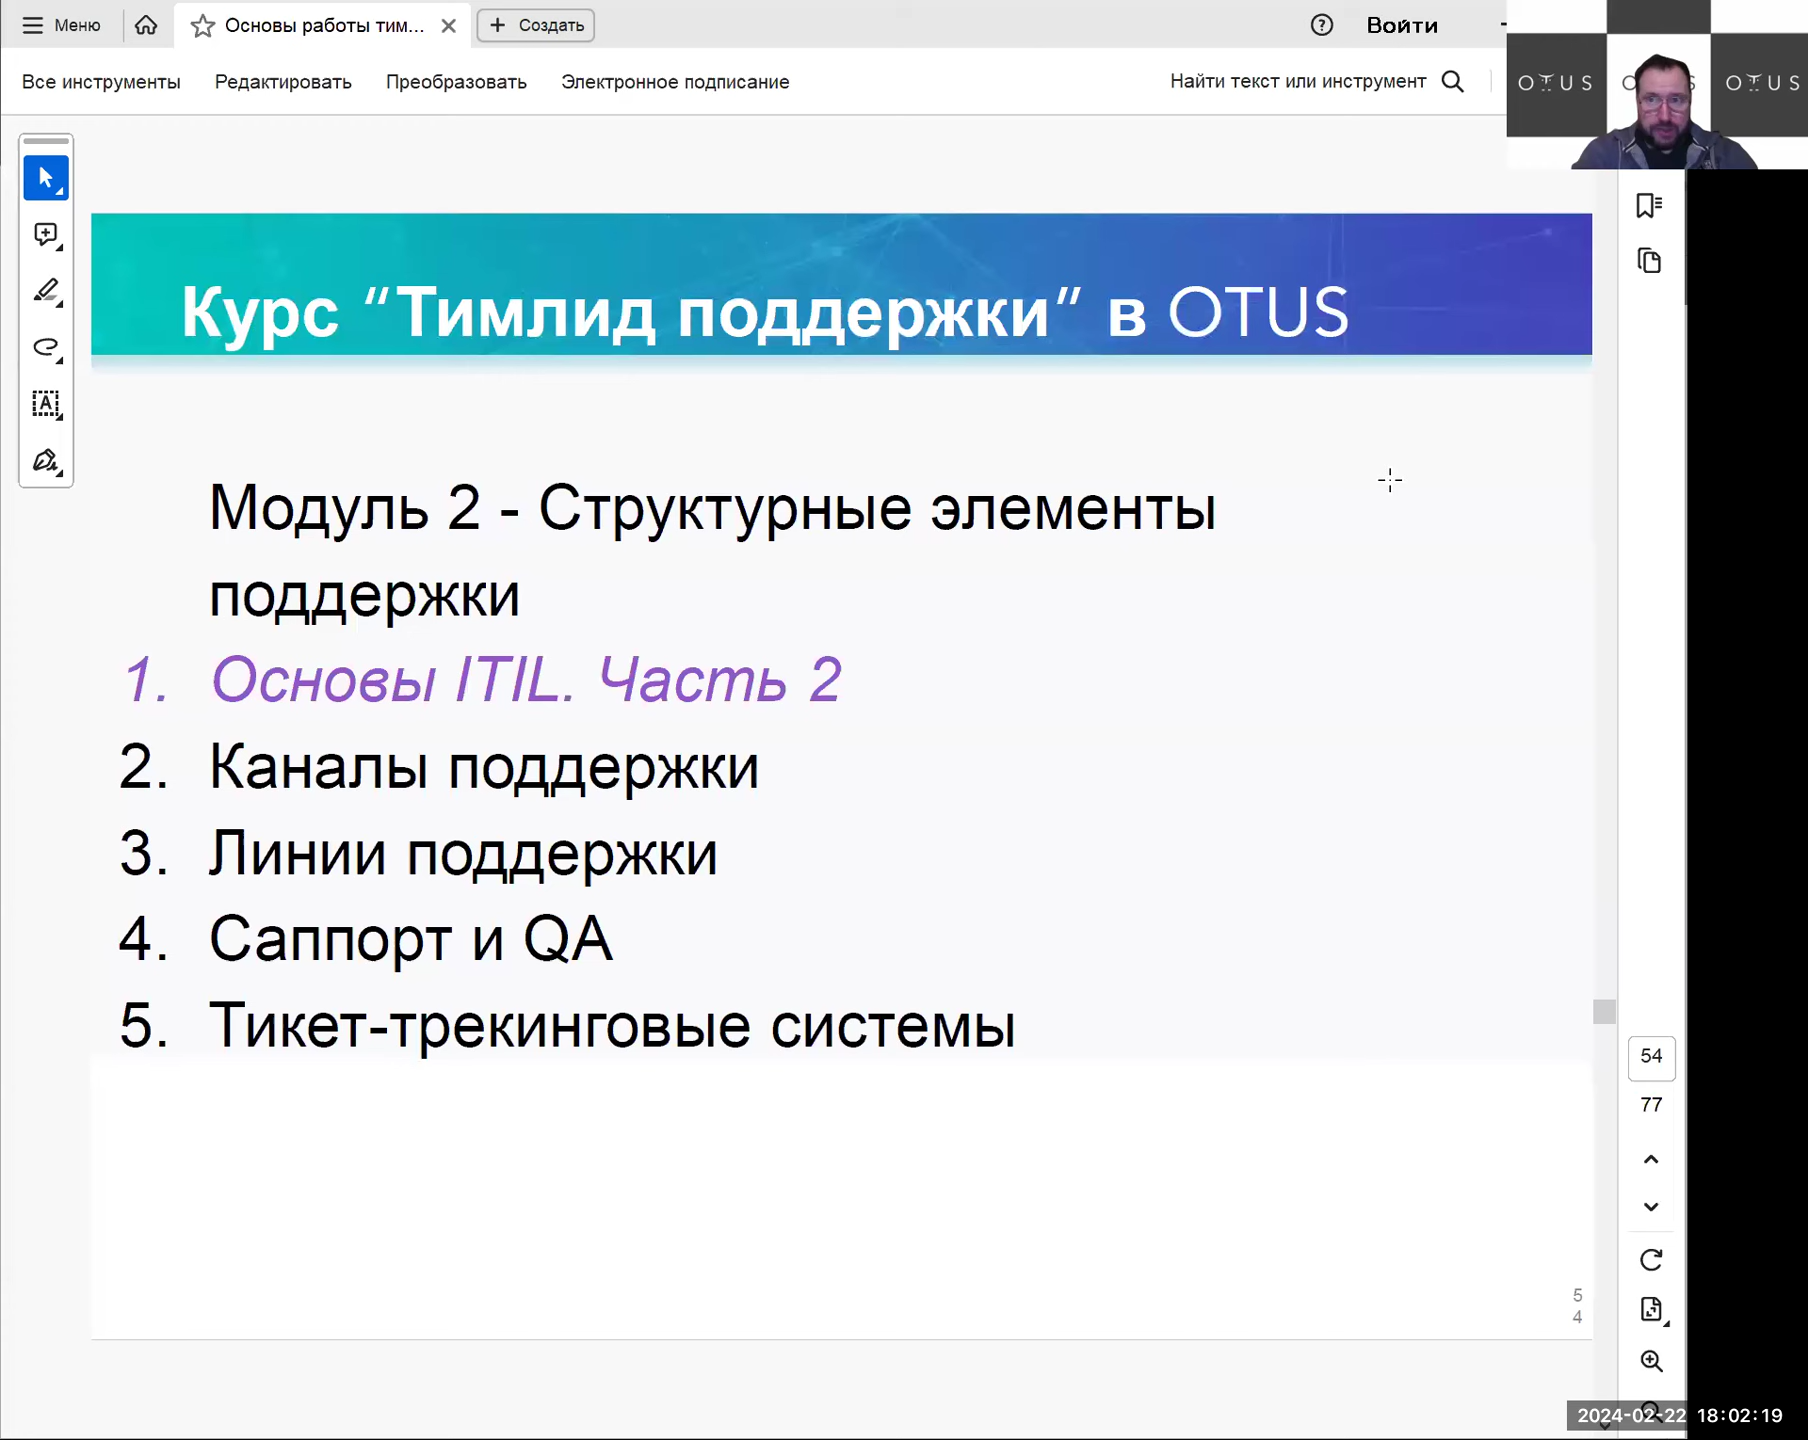 Меню
Основы работы тим...
Создать
Войти
Все инструменты
Редактировать
Преобразовать
Электронное подписание
Найти текст или инструмент
OTUS
OTUS
Курс “Тимлид поддержки” в OTUS
Модуль 2 - Структурные элементы
поддержки
1. Основы ITIL. Часть 2
2. Каналы поддержки
3. Линии поддержки
4. Саппорт и QA
5. Тикет-трекинговые системы
54
77
5
4
2024-02-22 18:02:19